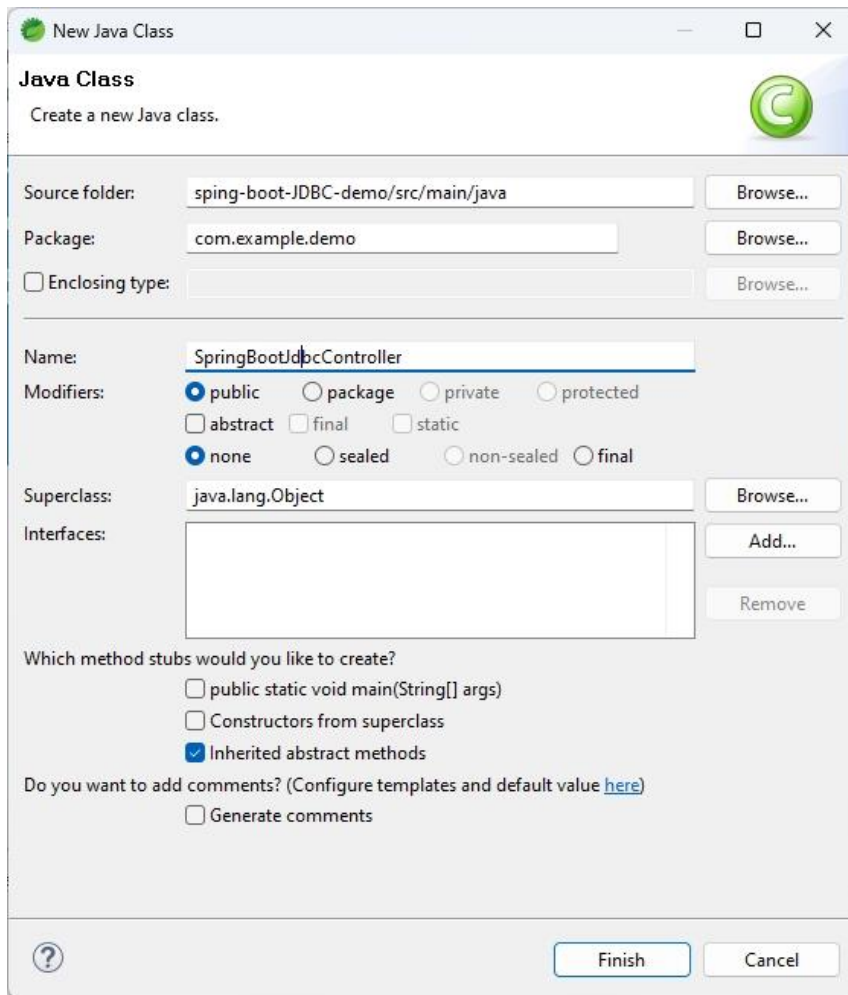 New Java Class
Java Class
Create a new Java class.
C
Source folder: sping-boot-JDBC-demo/src/main/java Browse...
Package: com.example.demo Browse...
Enclosing type: Browse...
Name: SpringBootJdbcController
Modifiers: public package private protected
abstract final static
none sealed non-sealed final
Superclass: java.lang.Object Browse...
Interfaces: Add...
Remove
Which method stubs would you like to create?
public static void main(String[] args)
Constructors from superclass
Inherited abstract methods
Do you want to add comments? (Configure templates and default value here)
Generate comments
? Finish Cancel